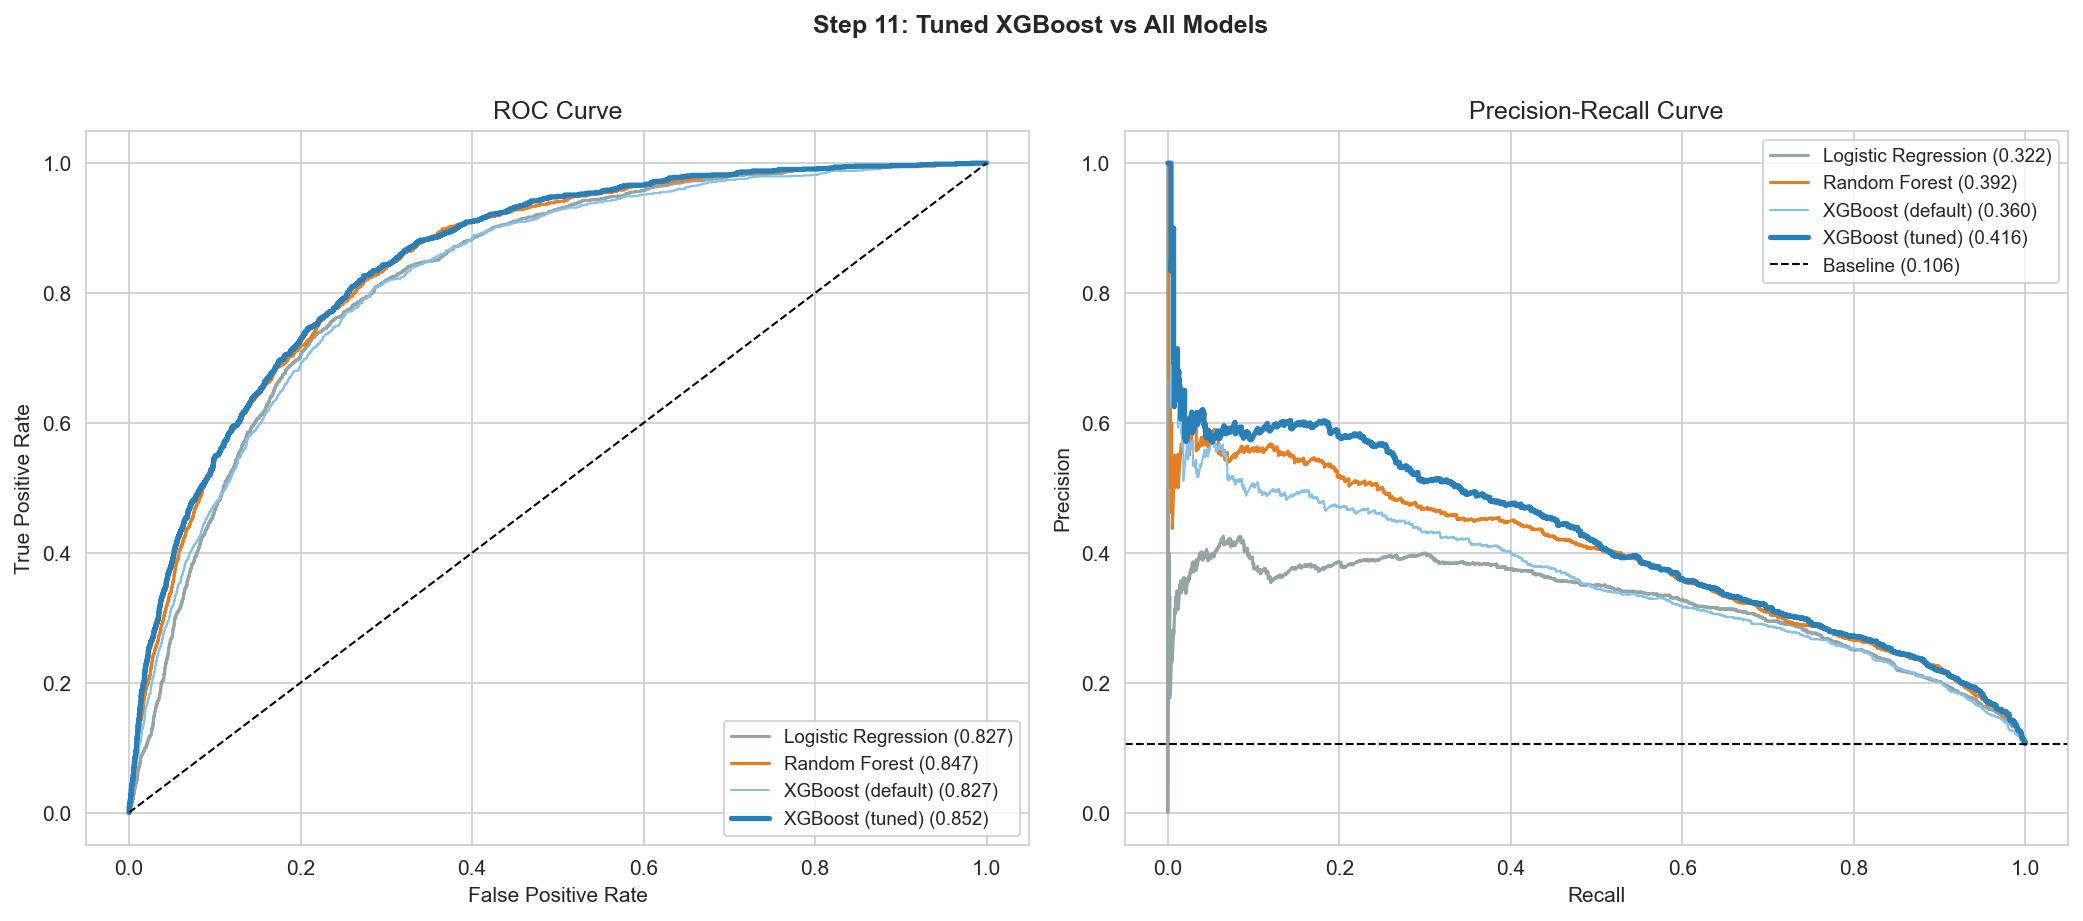 Step 11: Tuned XGBoost vs All Models
ROC Curve
True Positive Rate
1.0
0.8
0.6
0.4
0.2
0.0
0.0 0.2 0.4 0.6 0.8 1.0
False Positive Rate
Logistic Regression (0.827)
Random Forest (0.847)
XGBoost (default) (0.827)
XGBoost (tuned) (0.852)
Precision-Recall Curve
Precision
1.0
0.8
0.6
0.4
0.2
0.0
0.0 0.2 0.4 0.6 0.8 1.0
Recall
Logistic Regression (0.322)
Random Forest (0.392)
XGBoost (default) (0.360)
XGBoost (tuned) (0.416)
Baseline (0.106)